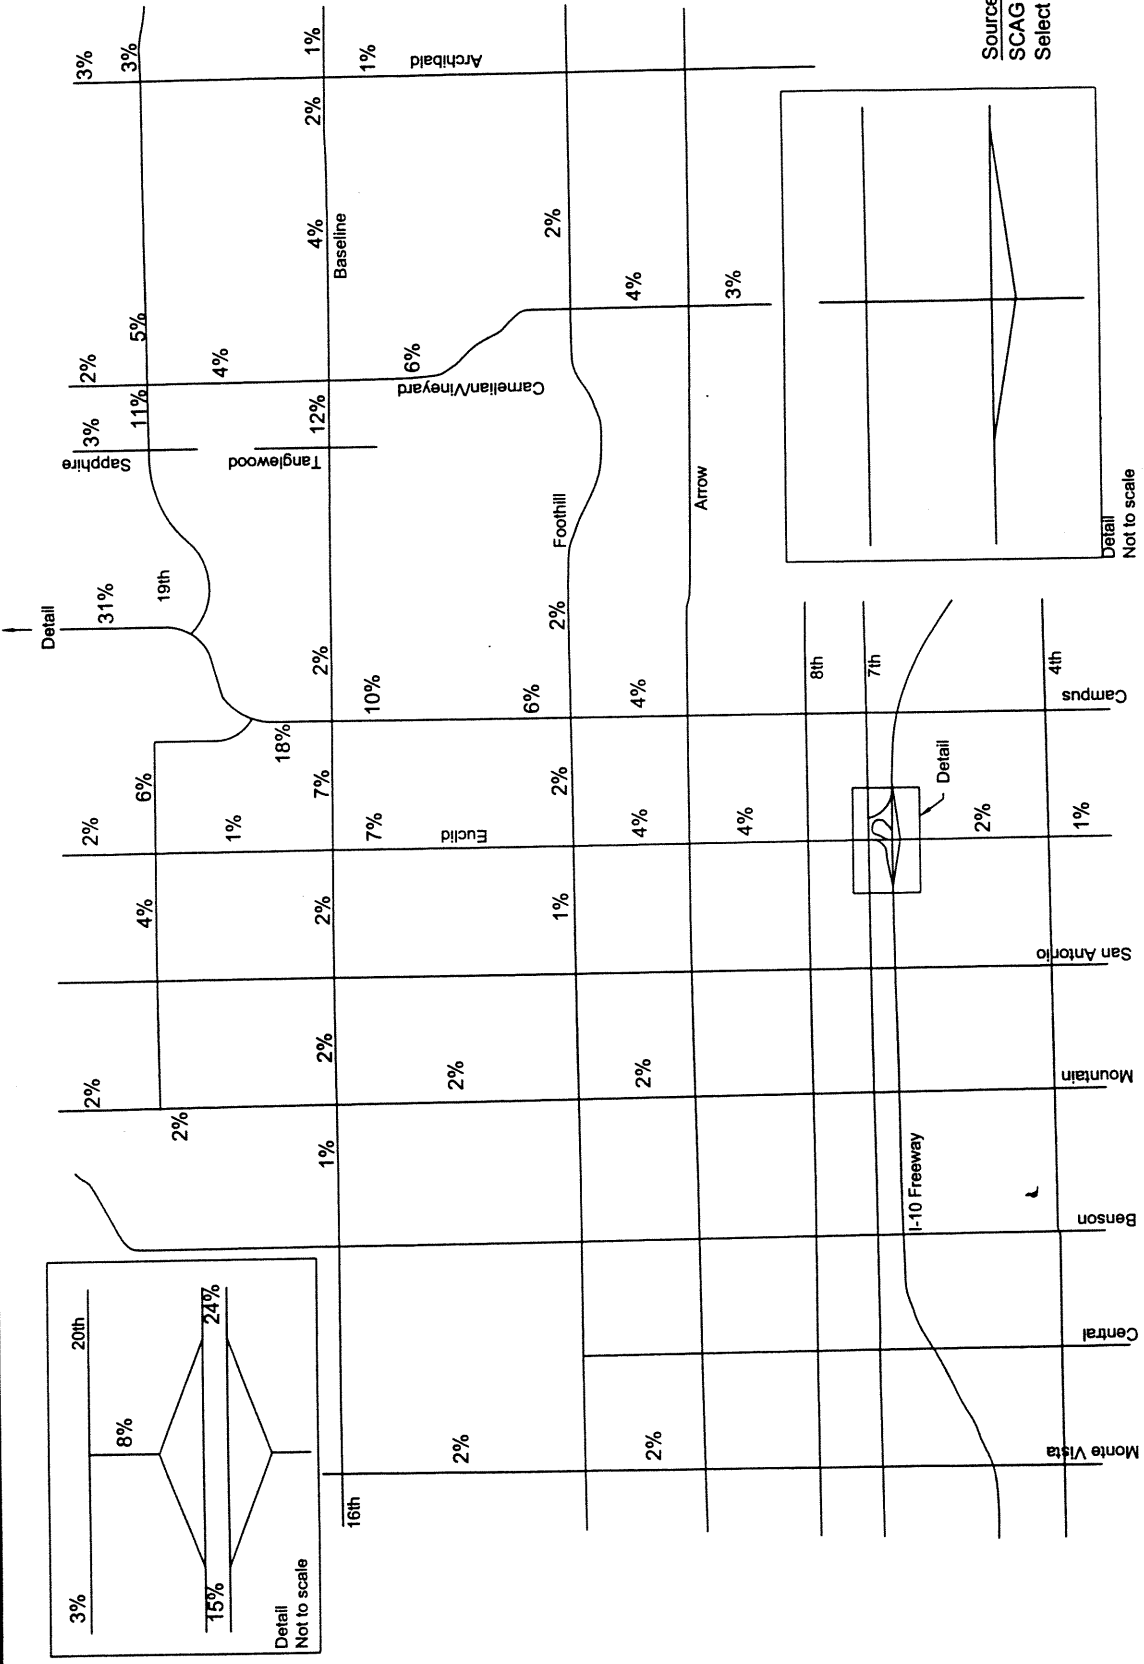 Detail
3%
3%
1%
1%
Archibald
2%
4%
Baseline
2%
4%
3%
Source
SCAG
Select
2%
5%
4%
6%
Carnelian/Vineyard
11%
3%
Sapphire
12%
Tanglewood
Foothill
Arrow
31%
19th
2%
2%
10%
6%
4%
18%
6%
7%
2%
2%
1%
7%
Euclid
4%
4%
2%
1%
4%
2%
1%
8th
7th
4th
Campus
Detail
San Antonio
2%
2%
2%
2%
2%
Mountain
1%
I-10 Freeway
Benson
Central
Monte Vista
2%
2%
16th
20th
3%
8%
24%
15%
Detail
Not to scale
Detail
Not to scale